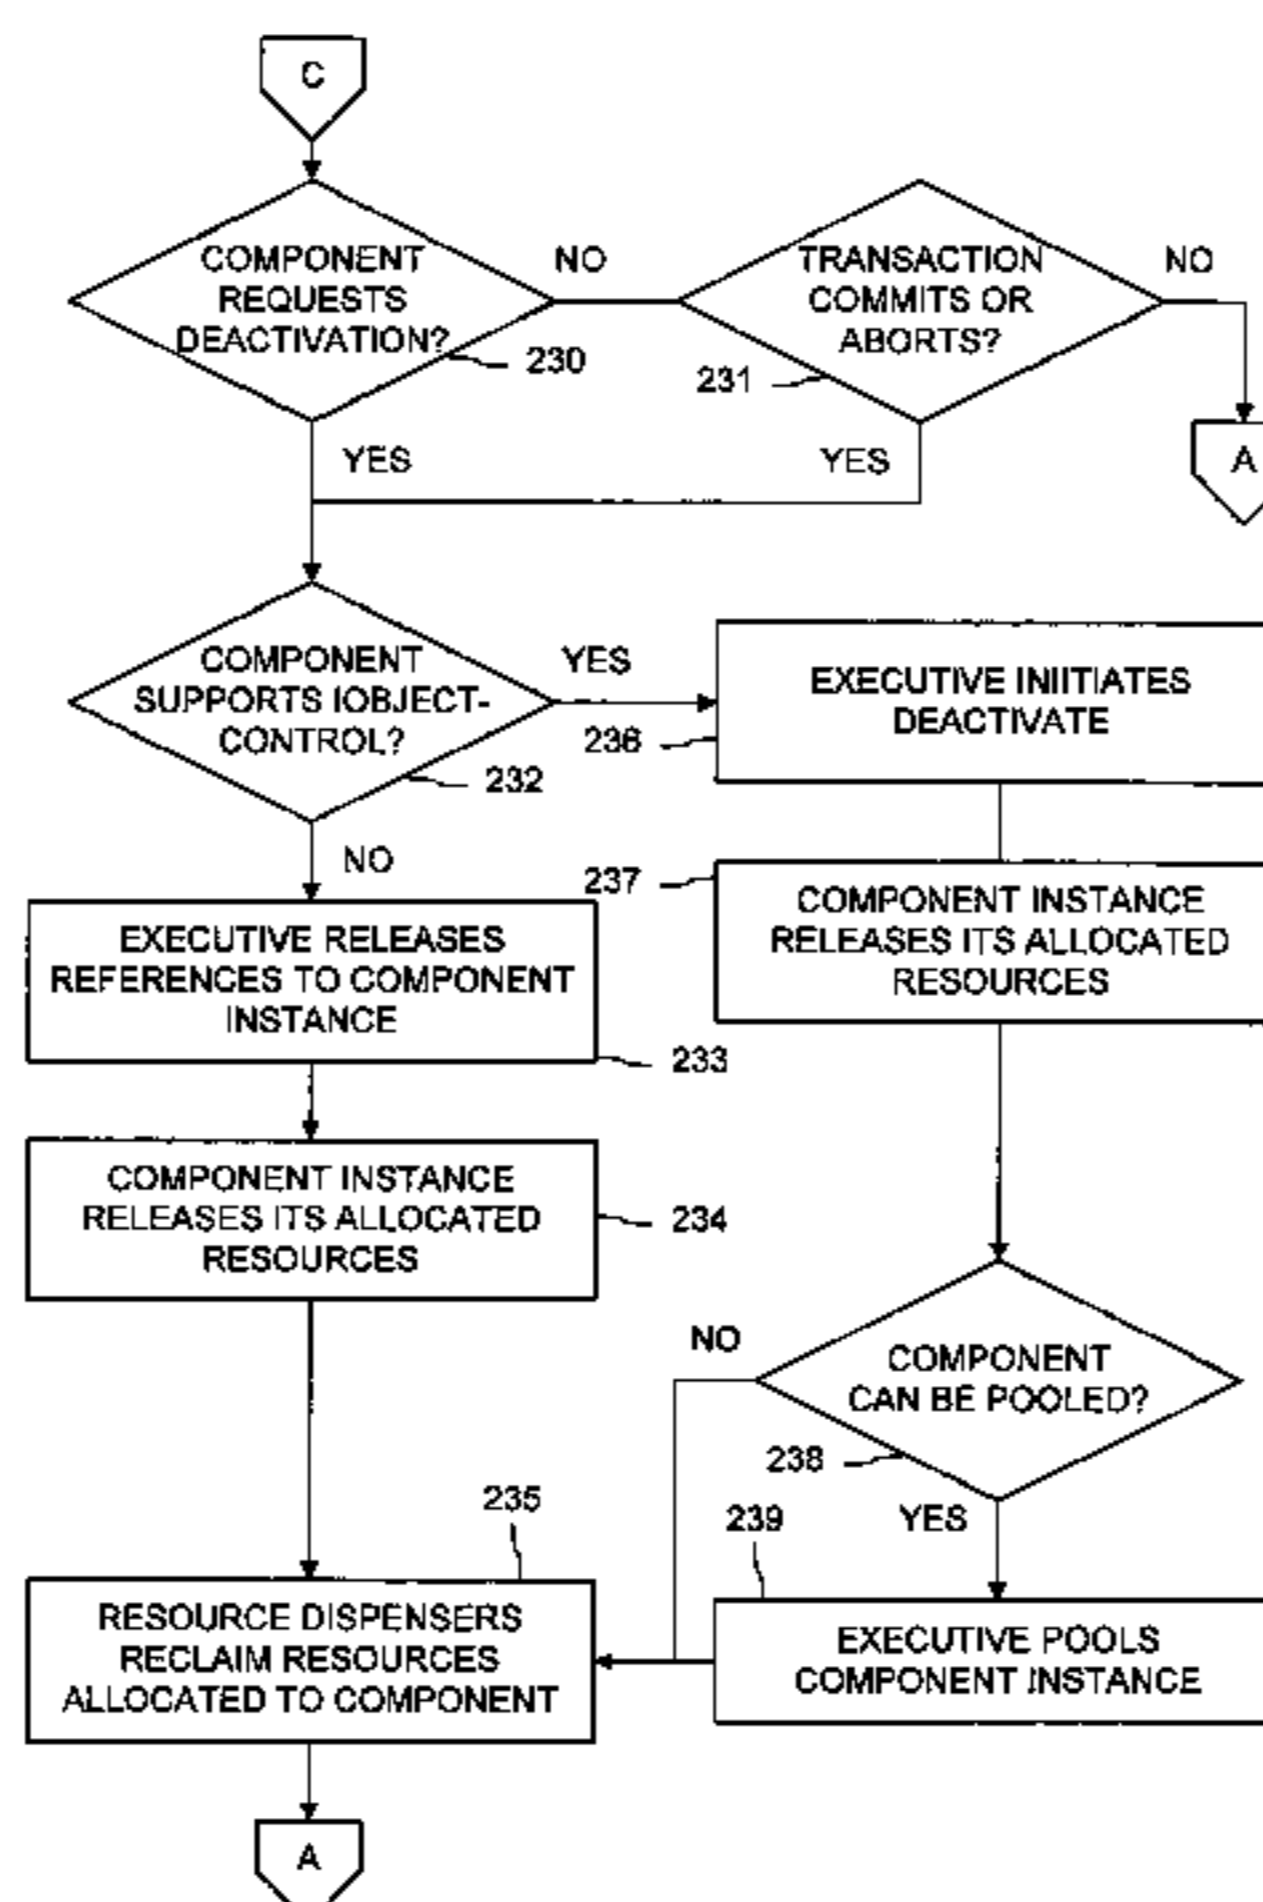 C
COMPONENT
REQUESTS
DEACTIVATION?
230
NO
TRANSACTION
COMMITS OR
ABORTS?
231
NO
YES
YES
A
COMPONENT
SUPPORTS IOBJECT-
CONTROL?
232
YES
EXECUTIVE INIITIATES
DEACTIVATE
236
NO
237
COMPONENT INSTANCE
RELEASES ITS ALLOCATED
RESOURCES
EXECUTIVE RELEASES
REFERENCES TO COMPONENT
INSTANCE
233
COMPONENT INSTANCE
RELEASES ITS ALLOCATED
RESOURCES
234
NO
COMPONENT
CAN BE POOLED?
238
YES
235
239
RESOURCE DISPENSERS
RECLAIM RESOURCES
ALLOCATED TO COMPONENT
EXECUTIVE POOLS
COMPONENT INSTANCE
A